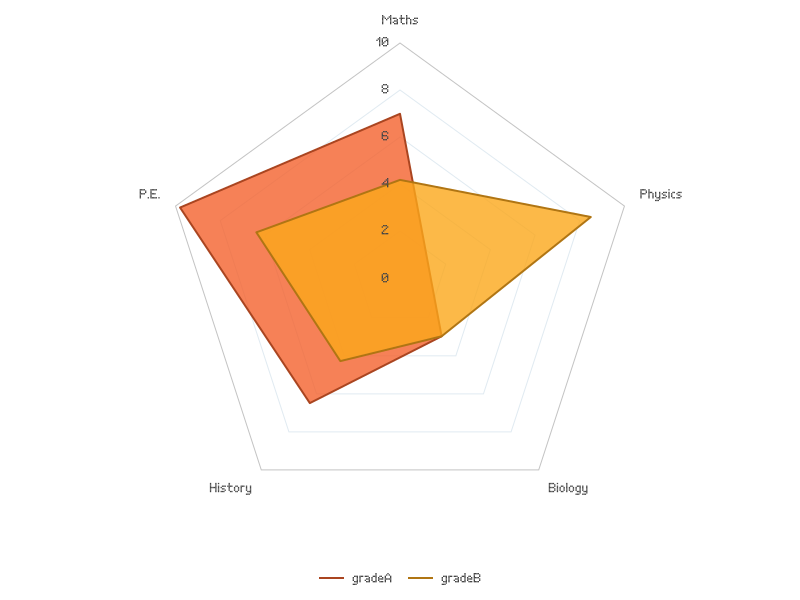 Maths
10
8
6
4
2
0
P.E.
Physics
History
Biology
gradeA
gradeB